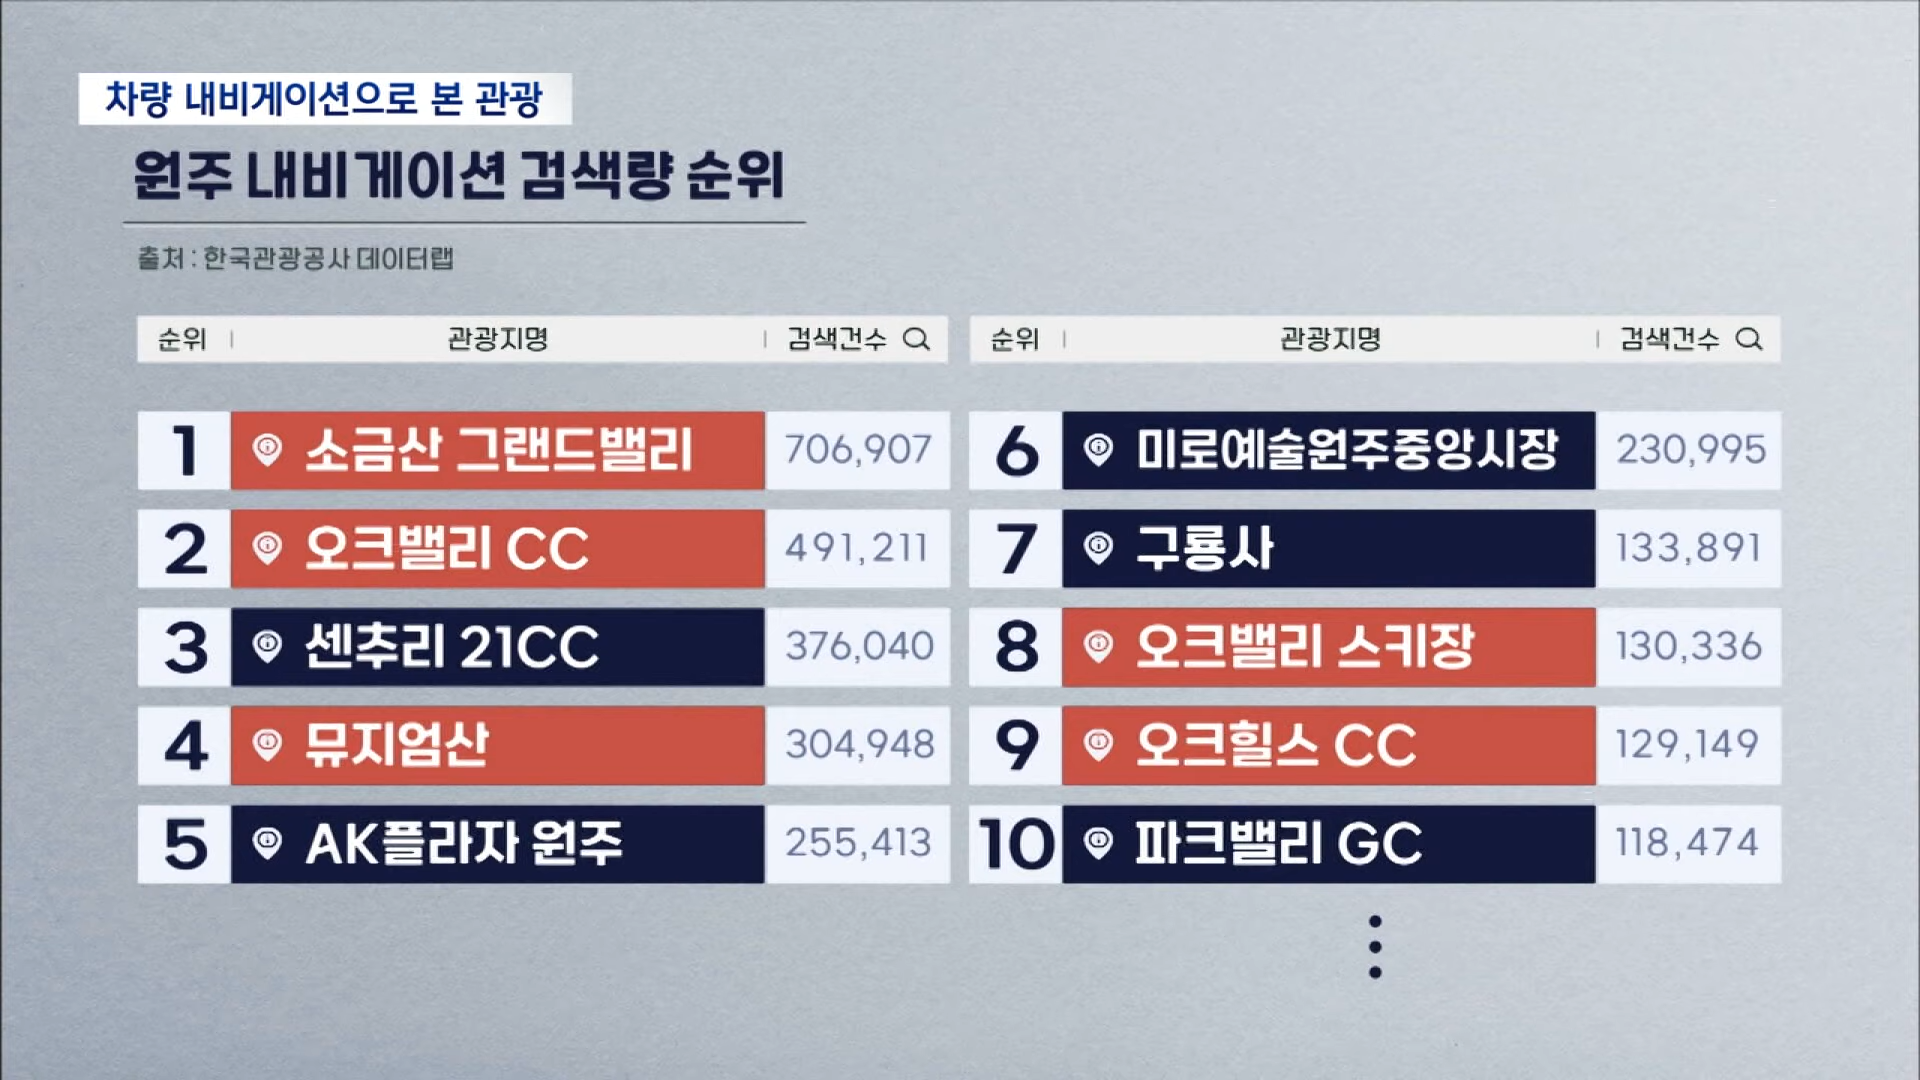 차량 내비게이션으로 본 관광
원주 내비게이션 검색량 순위
출처 : 한국관광공사 데이터랩
순위 관광지명 검색건수
1 소금산 그랜드밸리 706,907
2 오크밸리 CC 491,211
3 센추리 21CC 376,040
4 뮤지엄산 304,948
5 AK플라자 원주 255,413
순위 관광지명 검색건수
6 미로예술원주중앙시장 230,995
7 구룡사 133,891
8 오크밸리 스키장 130,336
9 오크힐스 CC 129,149
10 파크밸리 GC 118,474